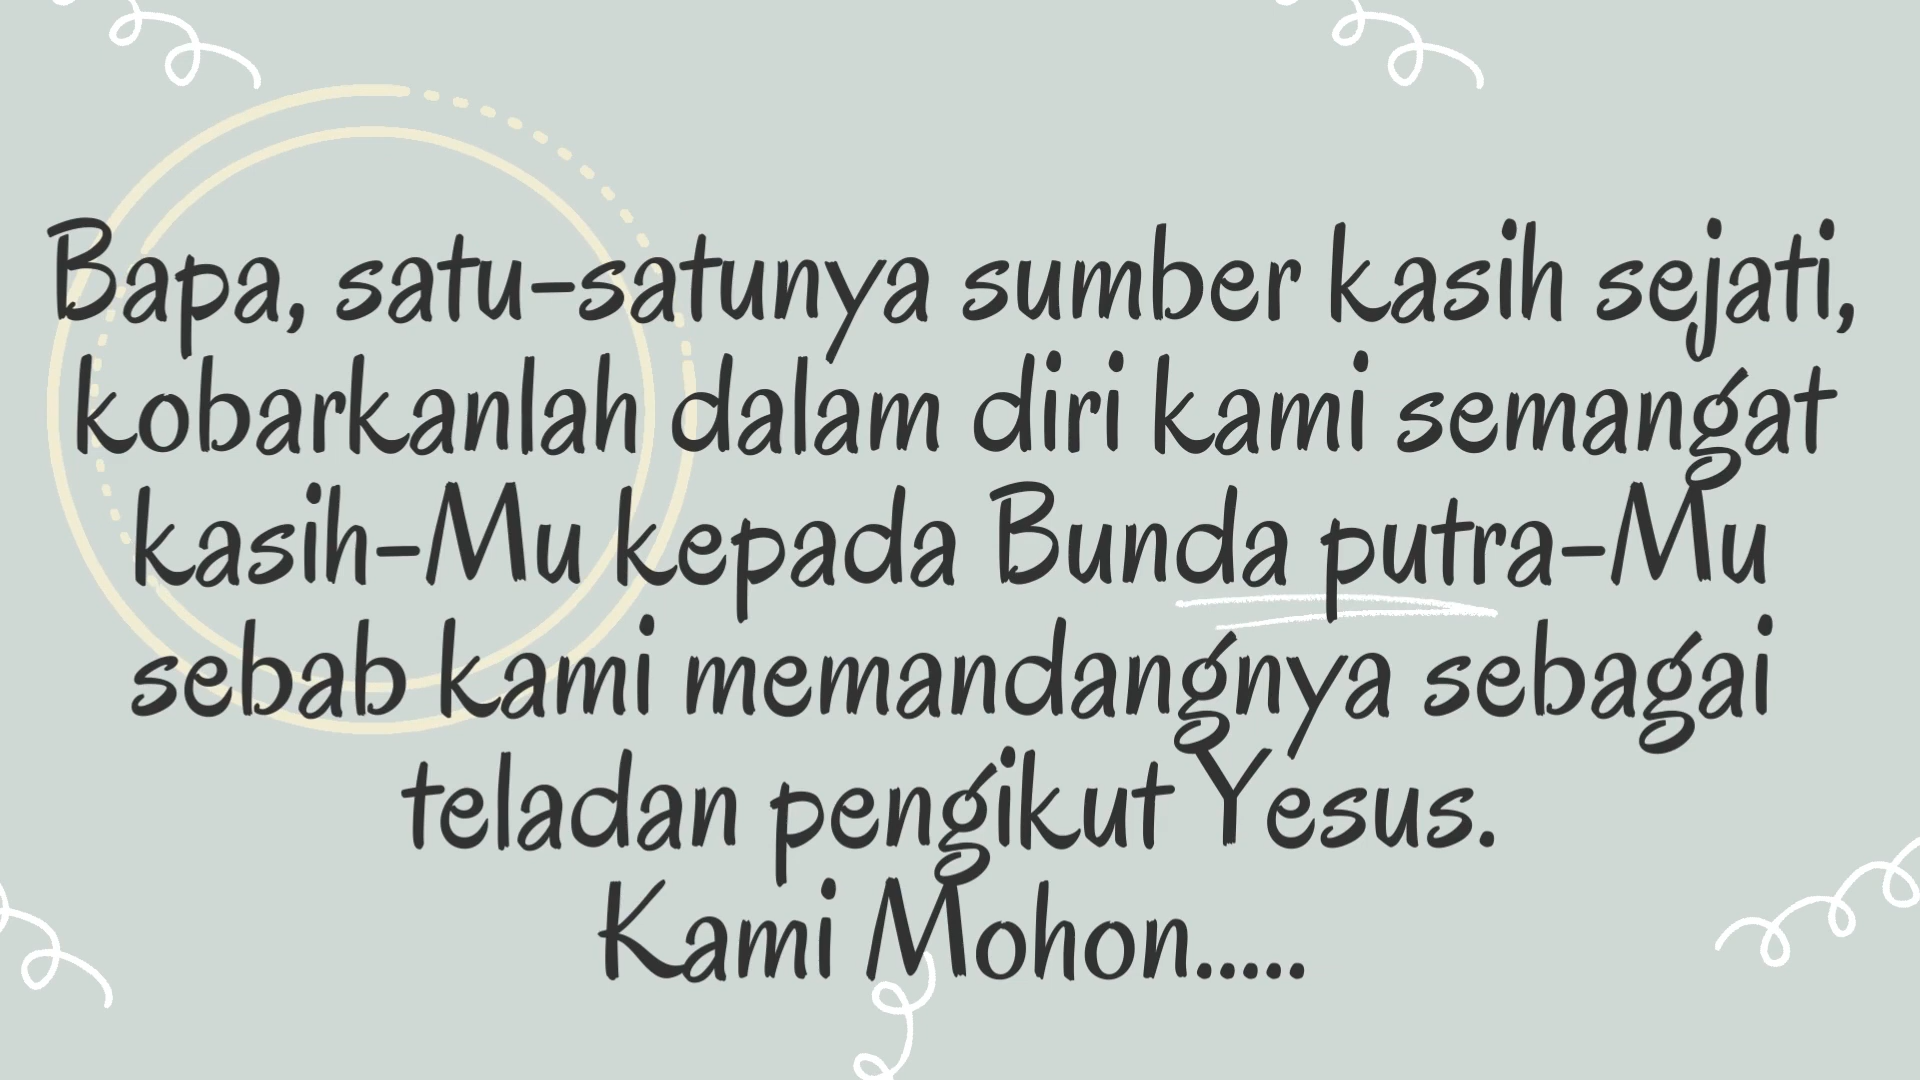 Bapa, satu-satunya sumber kasih sejati,
kobarkanlah dalam diri kami semangat
kasih-Mu kepada Bunda putra-Mu
sebab kami memandangnya sebagai
teladan pengikut Yesus.
Kami Mohon.....